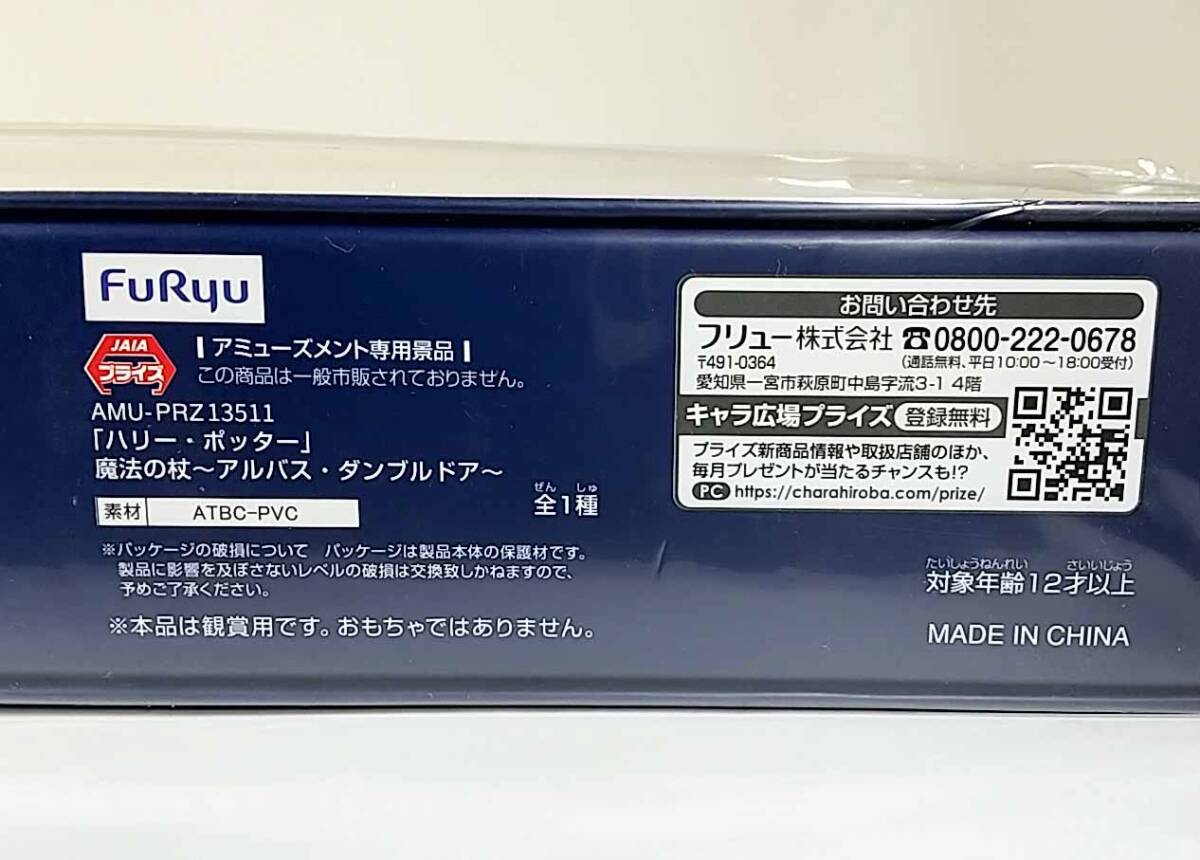 FuRyu
JAIA
プライズ
アミューズメント専用景品
この商品は一般市販されておりません。
AMU-PRZ13511
「ハリー・ポッター」
魔法の杖～アルバス・ダンブルドア～
素材 ATBC-PVC
ぜん しゅ
全1種
※パッケージの破損について パッケージは製品本体の保護材です。
製品に影響を及ぼさないレベルの破損は交換致しかねますので、
予めご了承ください。
※本品は観賞用です。おもちゃではありません。
お問い合わせ先
フリュー株式会社 ☎0800-222-0678
〒491-0364 （通話無料、平日10:00～18:00受付）
愛知県一宮市萩原町中島字流3-1 4階
キャラ広場プライズ 登録無料
プライズ新商品情報や取扱店舗のほか、
毎月プレゼントが当たるチャンスも!?
PC https://charahiroba.com/prize/
たいしょうねんれい さいいじょう
対象年齢12才以上
MADE IN CHINA